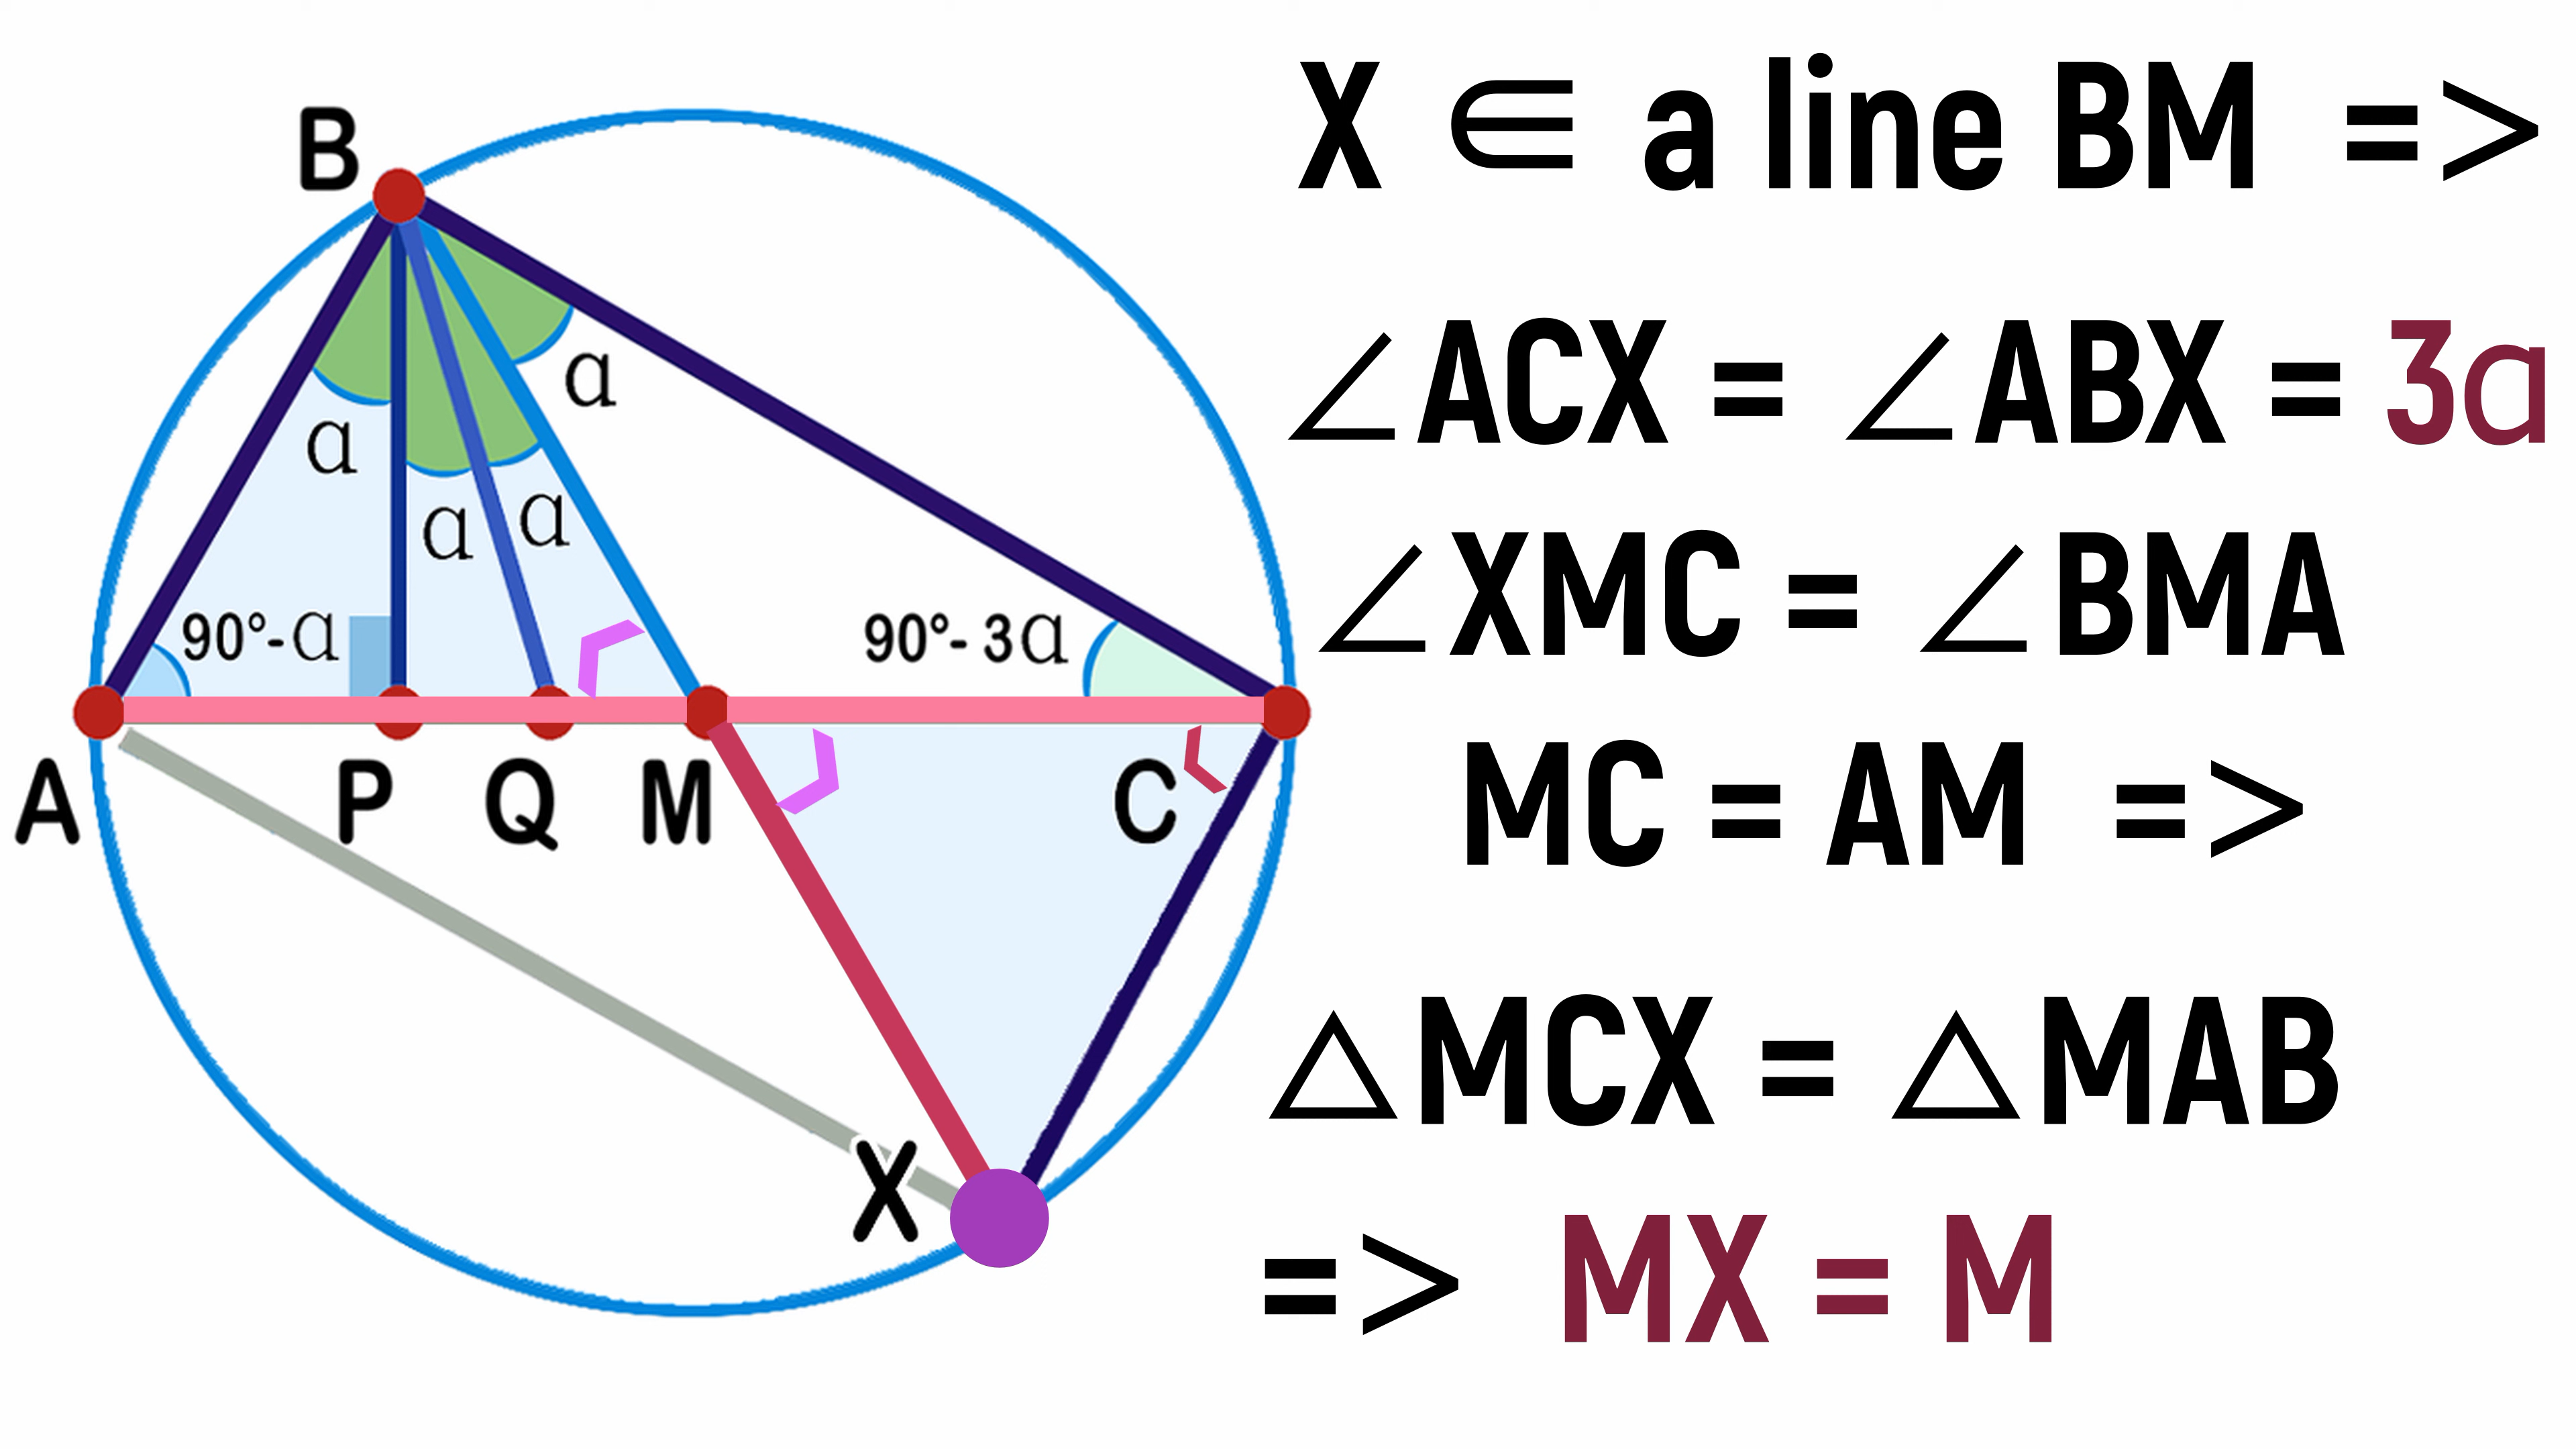 X ∈ a line BM =>
∠ACX = ∠ABX = 3a
∠XMC = ∠BMA
MC = AM =>
△MCX = △MAB
=> MX = M
B
a
a
a
a
90°-a
90°- 3a
A
P
Q
M
C
X